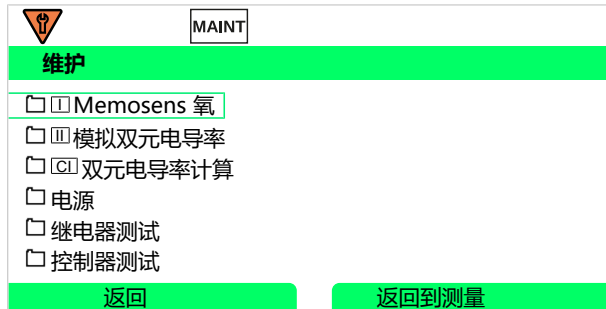 MAINT
维护
I Memosens 氧
II 模拟双元电导率
CI 双元电导率计算
电源
继电器测试
控制器测试
返回 返回到测量